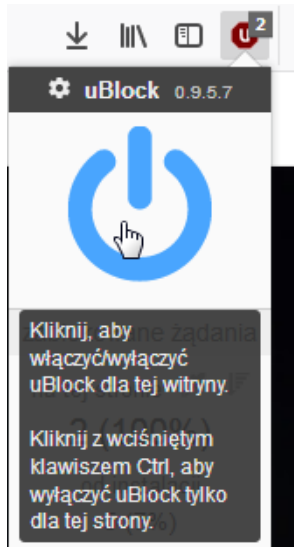 2
uBlock 0.9.5.7
Kliknij, aby
włączyć/wyłączyć
uBlock dla tej witryny.
Kliknij z wciśniętym
klawiszem Ctrl, aby
wyłączyć uBlock tylko
dla tej strony.